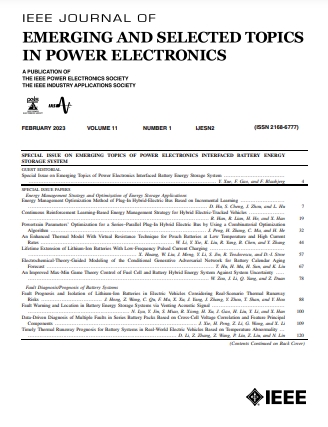 IEEE JOURNAL OF
EMERGING AND SELECTED TOPICS
IN POWER ELECTRONICS
A PUBLICATION OF
THE IEEE POWER ELECTRONICS SOCIETY
THE IEEE INDUSTRY APPLICATIONS SOCIETY
pels
IAS
FEBRUARY 2023 VOLUME 11 NUMBER 1 IJESN2 (ISSN 2168-6777)
SPECIAL ISSUE ON EMERGING TOPICS OF POWER ELECTRONICS INTERFACED BATTERY ENERGY
STORAGE SYSTEM
GUEST EDITORIAL
Special Issue on Emerging Topics of Power Electronics Interfaced Battery Energy Storage System
Y. Xue, F. Gao, and F. Blaabjerg 4
SPECIAL ISSUE PAPERS
Energy Management Strategy and Optimization of Energy Storage Applications
Energy Management Optimization Method of Plug-In Hybrid-Electric Bus Based on Incremental Learning
D. Hu, S. Cheng, J. Zhou, and L. Hu 7
Continuous Reinforcement Learning-Based Energy Management Strategy for Hybrid Electric-Tracked Vehicles
R. Han, R. Lian, H. He, and X. Han 19
Powertrain Parameters' Optimization for a Series–Parallel Plug-In Hybrid Electric Bus by Using a Combinatorial Optimization
Algorithm J. Peng, H. Zhang, C. Ma, and H. He 32
An Enhanced Thermal Model With Virtual Resistance Technique for Pouch Batteries at Low Temperature and High Current
Rates W. Li, Y. Xie, K. Liu, R. Yang, B. Chen, and Y. Zhang 44
Lifetime Extension of Lithium-Ion Batteries With Low-Frequency Pulsed Current Charging
X. Huang, W. Liu, J. Meng, Y. Li, S. Jin, R. Teodorescu, and D.-I. Stroe 57
Electrochemical-Theory-Guided Modeling of the Conditional Generative Adversarial Network for Battery Calendar Aging
Forecast T. Hu, H. Ma, H. Sun, and K. Liu 67
An Improved Max-Min Game Theory Control of Fuel Cell and Battery Hybrid Energy System Against System Uncertainty
W. Zou, J. Li, Q. Yang, and Z. Duan 78
Fault Diagnosis/Prognosis of Battery Systems
Fault Prognosis and Isolation of Lithium-Ion Batteries in Electric Vehicles Considering Real-Scenario Thermal Runaway
Risks J. Hong, Z. Wang, C. Qu, F. Ma, X. Xu, J. Yang, J. Zhang, Y. Zhou, T. Shan, and Y. Hou 88
Fault Warning and Location in Battery Energy Storage Systems via Venting Acoustic Signal
N. Lyu, Y. Jin, S. Miao, R. Xiong, H. Xu, J. Gao, H. Liu, Y. Li, and X. Han 100
Data-Driven Diagnosis of Multiple Faults in Series Battery Packs Based on Cross-Cell Voltage Correlation and Feature Principal
Components J. Xie, H. Peng, Z. Li, G. Wang, and X. Li 109
Timely Thermal Runaway Prognosis for Battery Systems in Real-World Electric Vehicles Based on Temperature Abnormality
D. Li, Z. Zhang, Z. Wang, P. Liu, Z. Liu, and N. Lin 120
(Contents Continued on Back Cover)
IEEE